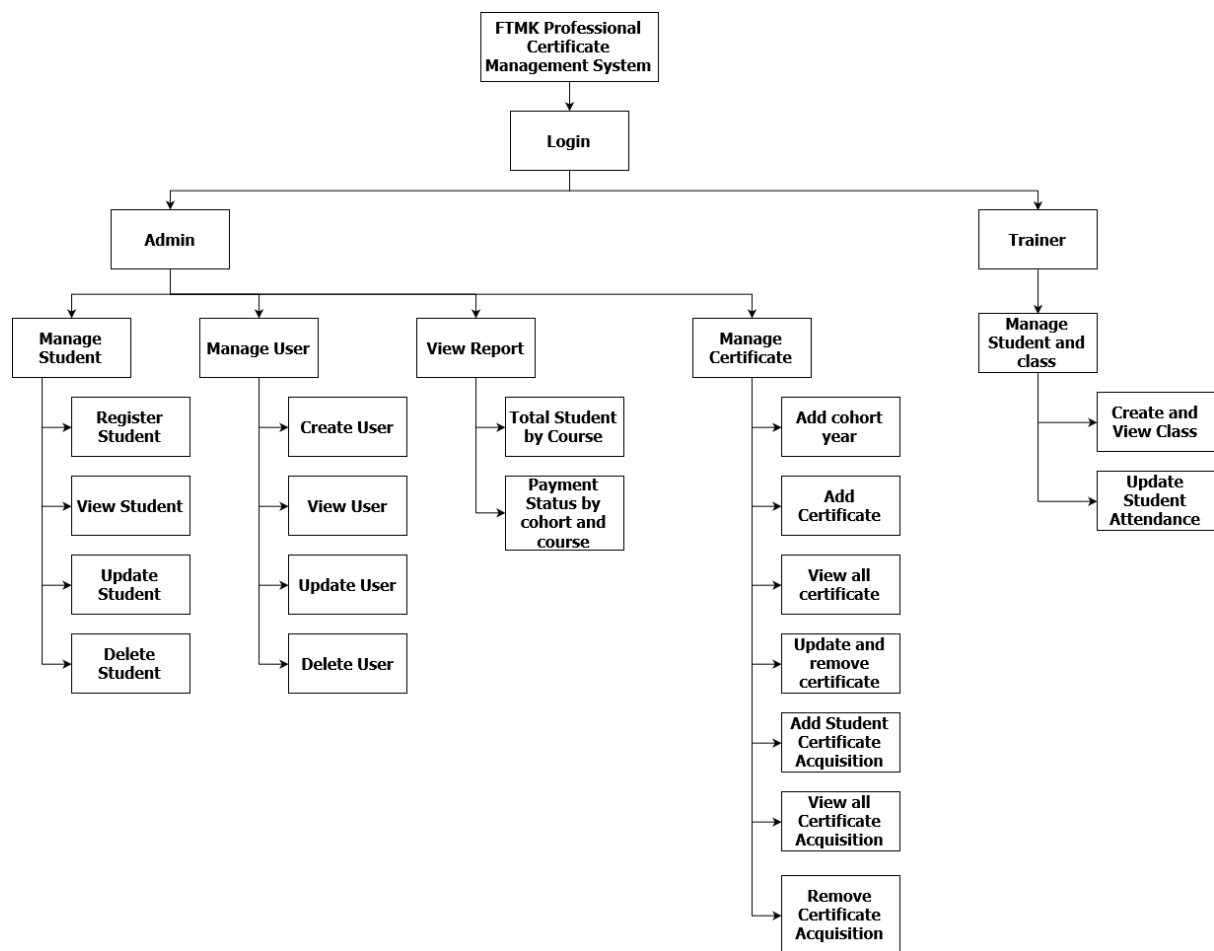 FTMK Professional
Certificate
Management System
Login
Admin
Trainer
Manage
Student
Manage User
View Report
Manage
Certificate
Manage
Student and
class
Register
Student
View Student
Update
Student
Delete
Student
Create User
View User
Update User
Delete User
Total Student
by Course
Payment
Status by
cohort and
course
Add cohort
year
Add
Certificate
View all
certificate
Update and
remove
certificate
Add Student
Certificate
Acquisition
View all
Certificate
Acquisition
Remove
Certificate
Acquisition
Create and
View Class
Update
Student
Attendance